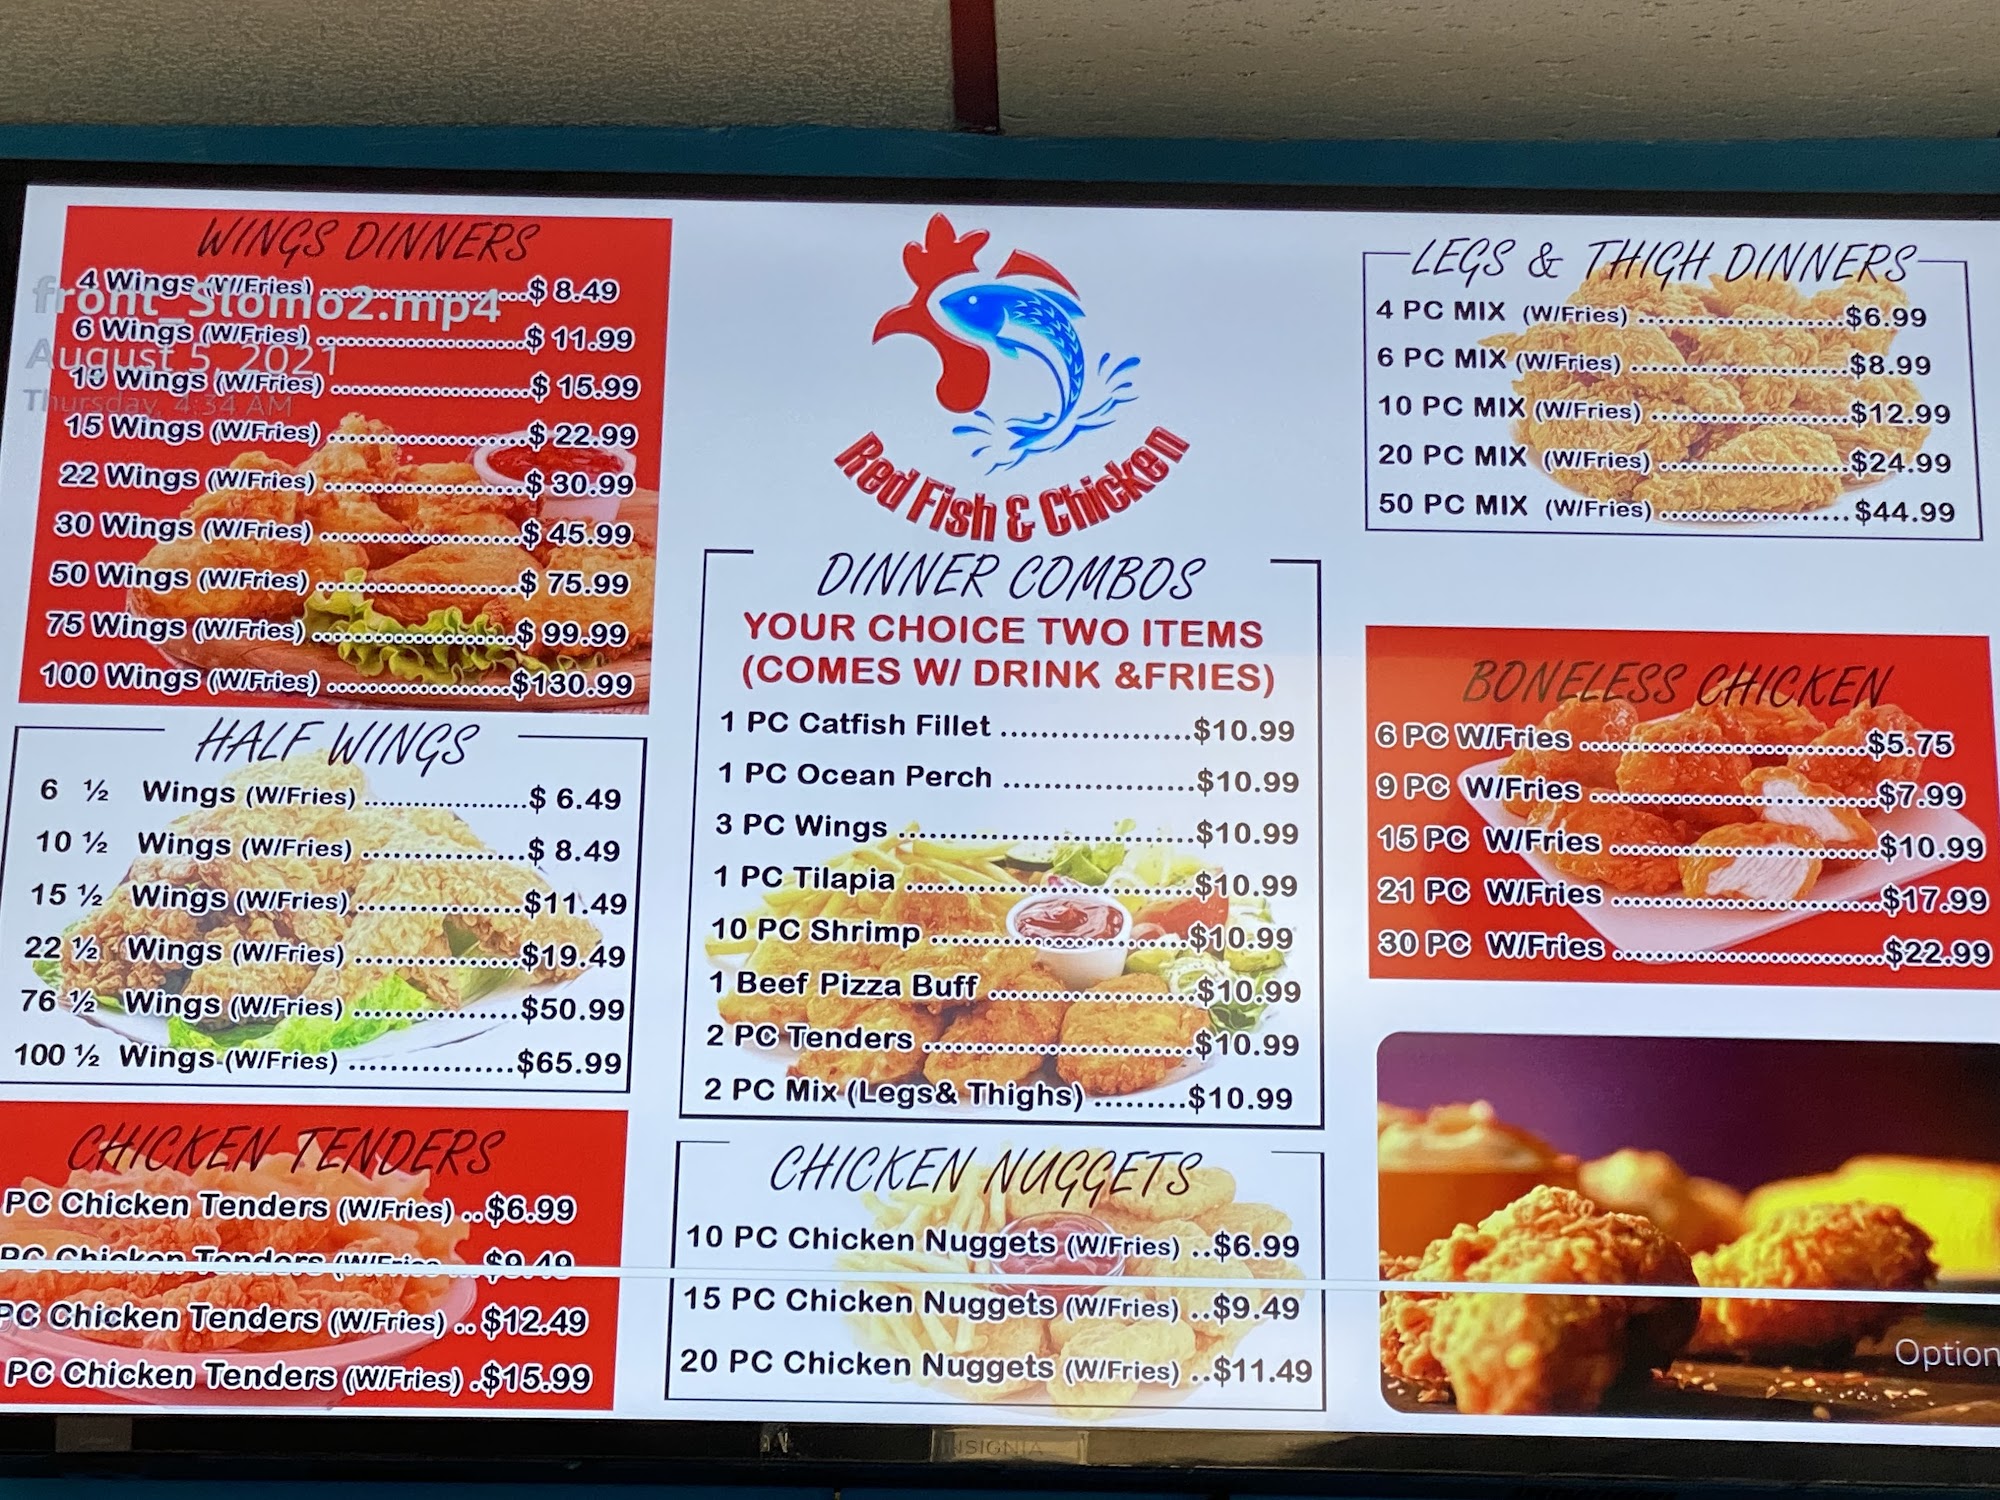 WINGS DINNERS
4 Wings (W/Fries) ........................$ 8.49
front_Slomo2.mp4
6 Wings (W/Fries) ........................$ 11.99
August 5, 2021
10 Wings (W/Fries) ......................$ 15.99
Thursday, 4:34 AM
15 Wings (W/Fries) ......................$ 22.99
22 Wings (W/Fries) ......................$ 30.99
30 Wings (W/Fries) ......................$ 45.99
50 Wings (W/Fries) ......................$ 75.99
75 Wings (W/Fries) ......................$ 99.99
100 Wings (W/Fries) ....................$130.99
HALF WINGS
6 ½ Wings (W/Fries) ....................$ 6.49
10 ½ Wings (W/Fries) ..................$ 8.49
15 ½ Wings (W/Fries) ..................$11.49
22 ½ Wings (W/Fries) ..................$19.49
76 ½ Wings (W/Fries) ..................$50.99
100 ½ Wings (W/Fries) .................$65.99
CHICKEN TENDERS
PC Chicken Tenders (W/Fries) ..$6.99
PC Chicken Tenders (W/Fries) ...$9.49
PC Chicken Tenders (W/Fries) .. $12.49
PC Chicken Tenders (W/Fries) .$15.99
Red Fish & Chicken
DINNER COMBOS
YOUR CHOICE TWO ITEMS
(COMES W/ DRINK &FRIES)
1 PC Catfish Fillet ...................$10.99
1 PC Ocean Perch ...................$10.99
3 PC Wings .............................$10.99
1 PC Tilapia .............................$10.99
10 PC Shrimp ..........................$10.99
1 Beef Pizza Buff .....................$10.99
2 PC Tenders ...........................$10.99
2 PC Mix (Legs& Thighs) .........$10.99
CHICKEN NUGGETS
10 PC Chicken Nuggets (W/Fries) ..$6.99
15 PC Chicken Nuggets (W/Fries) ..$9.49
20 PC Chicken Nuggets (W/Fries) ..$11.49
LEGS & THIGH DINNERS
4 PC MIX (W/Fries) ......................$6.99
6 PC MIX (W/Fries) .......................$8.99
10 PC MIX (W/Fries) .....................$12.99
20 PC MIX (W/Fries) ....................$24.99
50 PC MIX (W/Fries) .................... $44.99
BONELESS CHICKEN
6 PC W/Fries ................................$5.75
9 PC W/Fries ................................$7.99
15 PC W/Fries .............................$10.99
21 PC W/Fries .............................$17.99
30 PC W/Fries .............................$22.99
Option
INSIGNIA